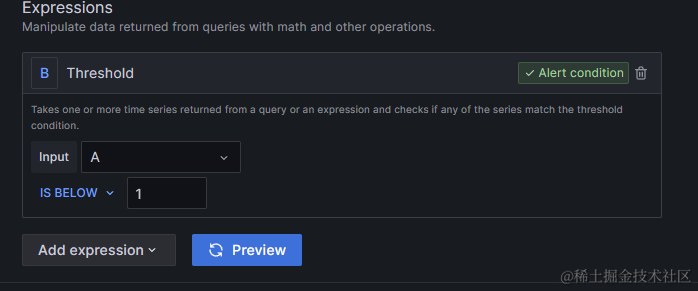 Expressions
Manipulate data returned from queries with math and other operations.
B Threshold Alert condition
Takes one or more time series returned from a query or an expression and checks if any of the series match the threshold
condition.
Input A
IS BELOW 1
Add expression Preview
@稀土掘金技术社区